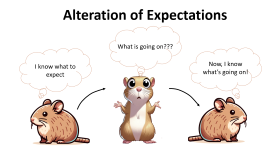 Alteration of Expectations
What is going on???
I know what to
expect
Now, I know
what's going on!